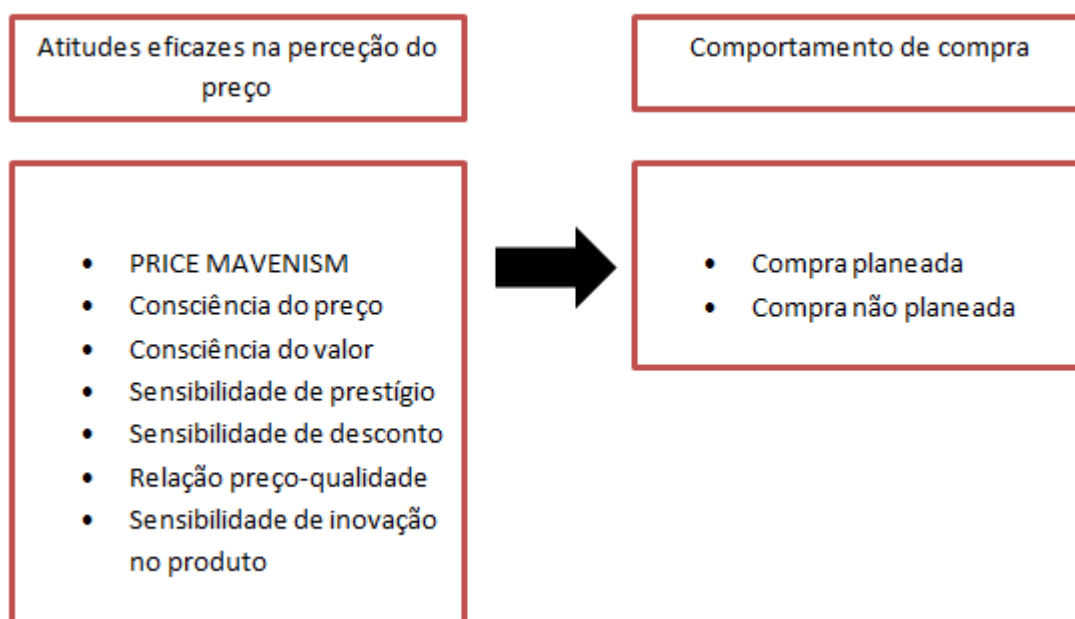 Atitudes eficazes na perceção do
preço
Comportamento de compra
• PRICE MAVENISM
• Consciência do preço
• Consciência do valor
• Sensibilidade de prestígio
• Sensibilidade de desconto
• Relação preço-qualidade
• Sensibilidade de inovação
no produto
• Compra planeada
• Compra não planeada